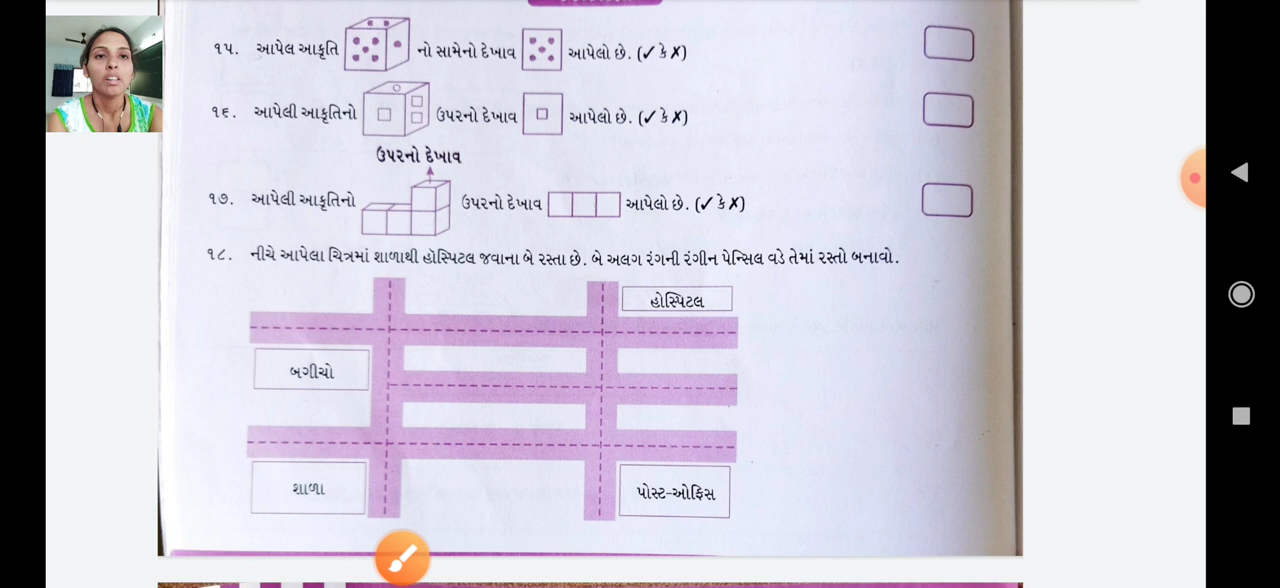 ૧૫. આપેલ આકૃતિ નો સામેનો દેખાવ આપેલો છે. (✓ કે ✗)
૧૬. આપેલી આકૃતિનો ઉપરનો દેખાવ આપેલો છે. (✓ કે ✗)
ઉપરનો દેખાવ
૧૭. આપેલી આકૃતિનો ઉપરનો દેખાવ આપેલો છે. (✓ કે ✗)
૧૮. નીચે આપેલા ચિત્રમાં શાળાથી હૉસ્પિટલ જવાના બે રસ્તા છે. બે અલગ રંગની રંગીન પેન્સિલ વડે તેમાં રસ્તો બનાવો.
હોસ્પિટલ
બગીચો
શાળા
પોસ્ટ-ઓફિસ